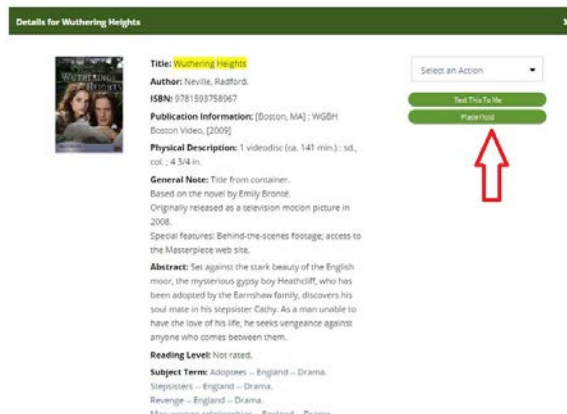 Details for Wuthering Heights
WUTHERING
HEIGHTS
Title: Wuthering Heights
Author: Neville, Radford.
ISBN: 9781593758967
Publication Information: [Boston, MA] : WGBH
Boston Video, [2009]
Physical Description: 1 videodisc (ca. 141 min.) : sd.,
col. ; 4 3/4 in.
General Note: Title from container.
Based on the novel by Emily Brontë.
Originally released as a television motion picture in
2008.
Special features: Behind-the-scenes footage; access to
the Masterpiece web site.
Abstract: Set against the stark beauty of the English
moor, the mysterious gypsy boy Heathcliff, who has
been adopted by the Earnshaw family, discovers his
soul mate in his stepsister Cathy. As a man unable to
have the love of his life, he seeks vengeance against
anyone who comes between them.
Reading Level: Not rated.
Subject Term: Adoptees -- England -- Drama.
Stepsisters -- England -- Drama.
Revenge -- England -- Drama.
Man-woman relationships -- England -- Drama.
Select an Action
Text This To Me
Place Hold